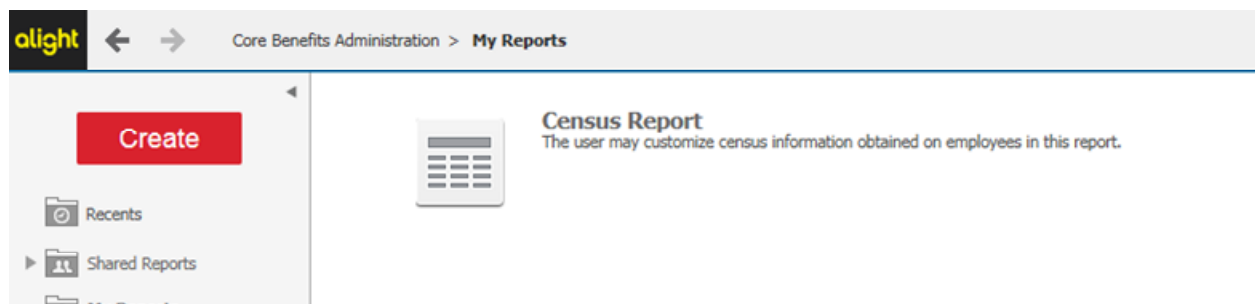 alight
Core Benefits Administration > My Reports
Create
Census Report
The user may customize census information obtained on employees in this report.
Recents
Shared Reports